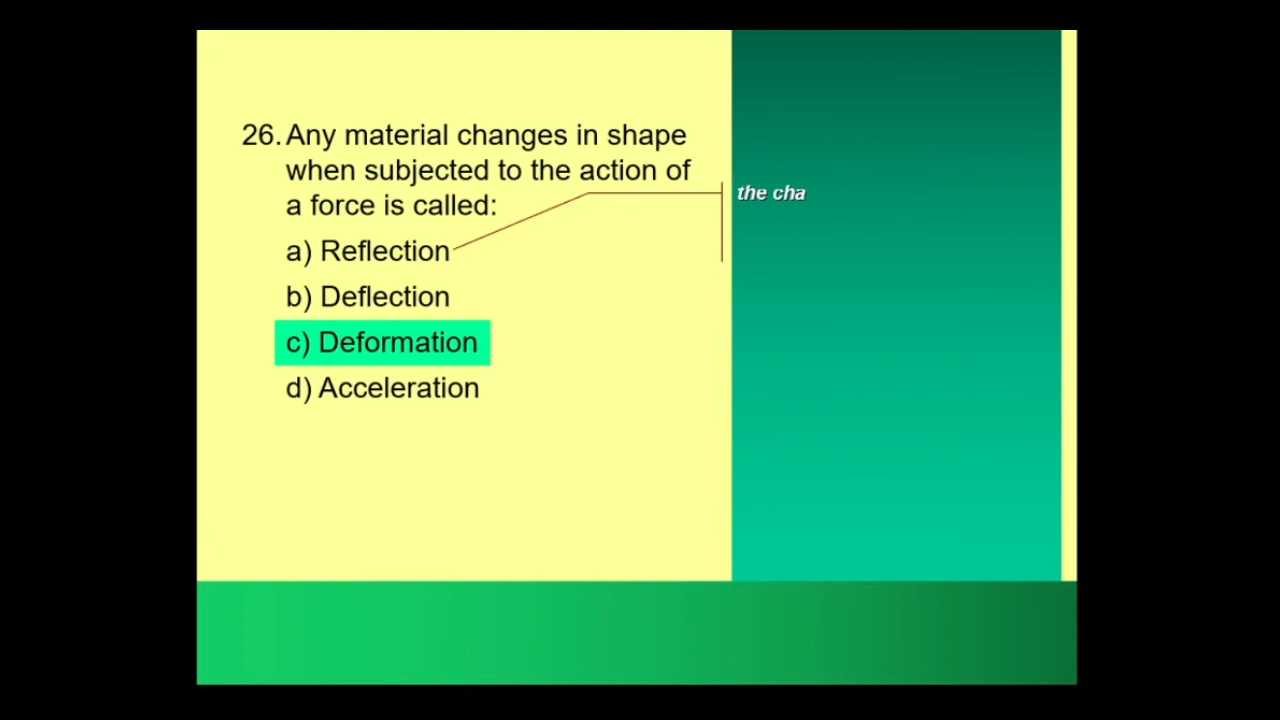 26. Any material changes in shape
when subjected to the action of
a force is called:
a) Reflection
b) Deflection
c) Deformation
d) Acceleration
the cha